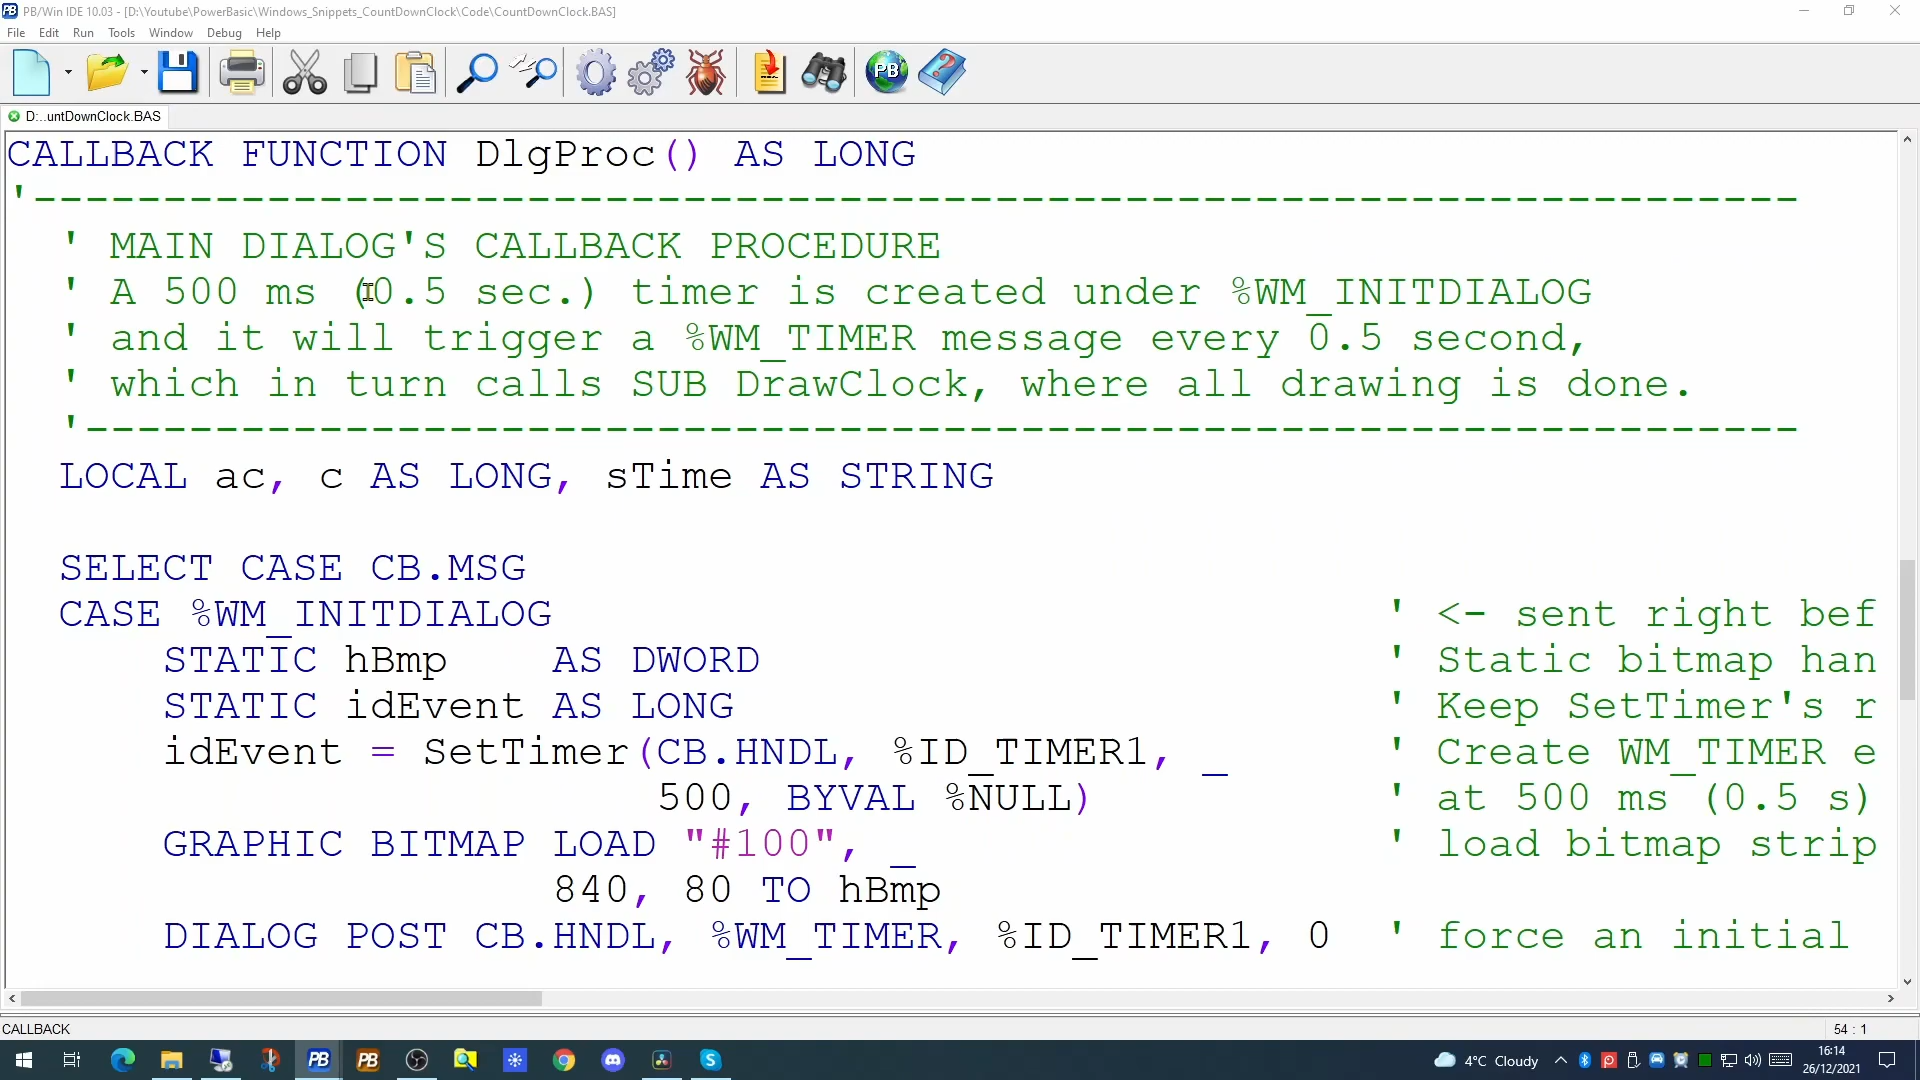 PB/Win IDE 10.03 - [D:\Youtube\PowerBasic\Windows_Snippets_CountDownClock\Code\CountDownClock.BAS]
File Edit Run Tools Window Debug Help
D:..untDownClock.BAS
CALLBACK FUNCTION DlgProc() AS LONG
'--------------------------------------------------------------------
' MAIN DIALOG'S CALLBACK PROCEDURE
' A 500 ms (0.5 sec.) timer is created under %WM_INITDIALOG
' and it will trigger a %WM_TIMER message every 0.5 second,
' which in turn calls SUB DrawClock, where all drawing is done.
'------------------------------------------------------------------
LOCAL ac, c AS LONG, sTime AS STRING
SELECT CASE CB.MSG
CASE %WM_INITDIALOG ' <- sent right bef
STATIC hBmp AS DWORD ' Static bitmap han
STATIC idEvent AS LONG ' Keep SetTimer's r
idEvent = SetTimer(CB.HNDL, %ID_TIMER1, _ ' Create WM_TIMER e
500, BYVAL %NULL) ' at 500 ms (0.5 s)
GRAPHIC BITMAP LOAD "#100", _ ' load bitmap strip
840, 80 TO hBmp
DIALOG POST CB.HNDL, %WM_TIMER, %ID_TIMER1, 0 ' force an initial
CALLBACK 54 : 1
4°C Cloudy
16:14
26/12/2021